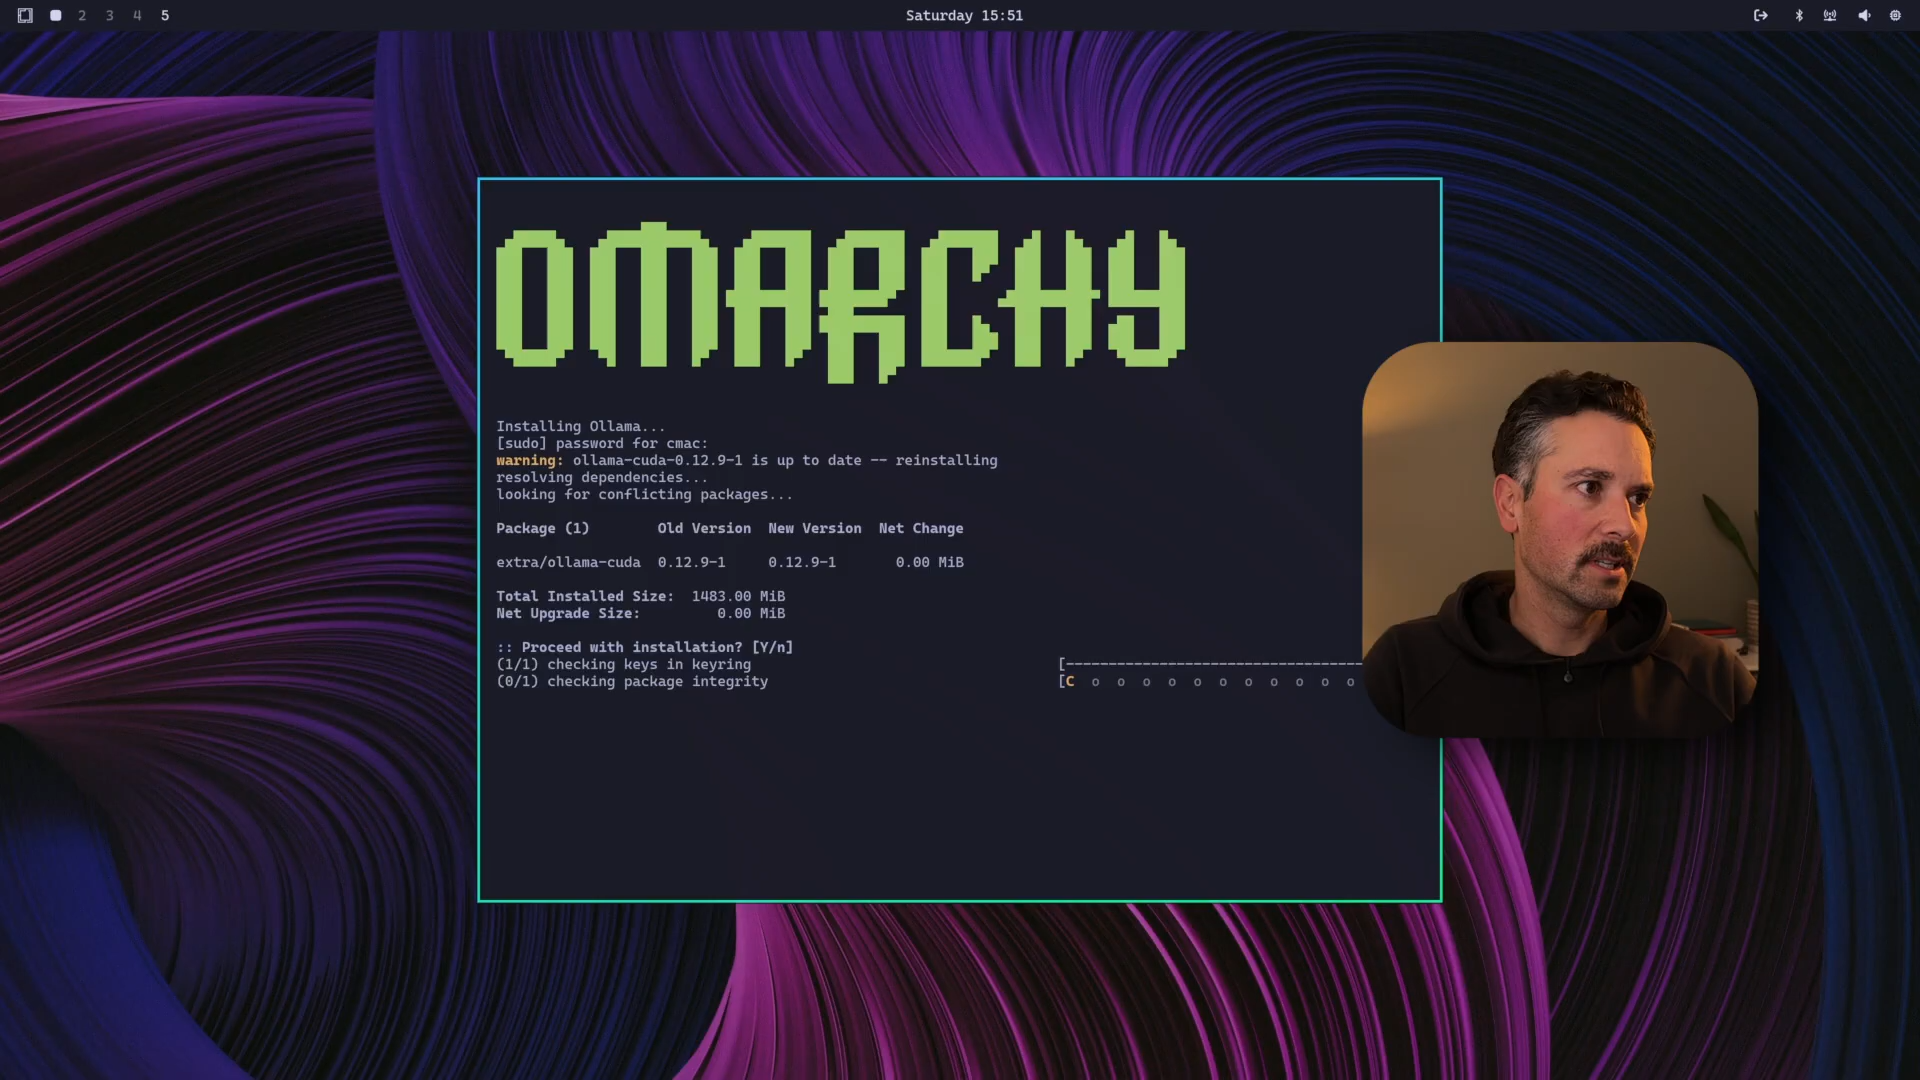 2 3 4 5
Saturday 15:51
OMARCHY
Installing Ollama...
[sudo] password for cmac:
warning: ollama-cuda-0.12.9-1 is up to date -- reinstalling
resolving dependencies...
looking for conflicting packages...
Package (1) Old Version New Version Net Change
extra/ollama-cuda 0.12.9-1 0.12.9-1 0.00 MiB
Total Installed Size: 1483.00 MiB
Net Upgrade Size: 0.00 MiB
:: Proceed with installation? [Y/n]
(1/1) checking keys in keyring [-----------------------------------
(0/1) checking package integrity [C o o o o o o o o o o o